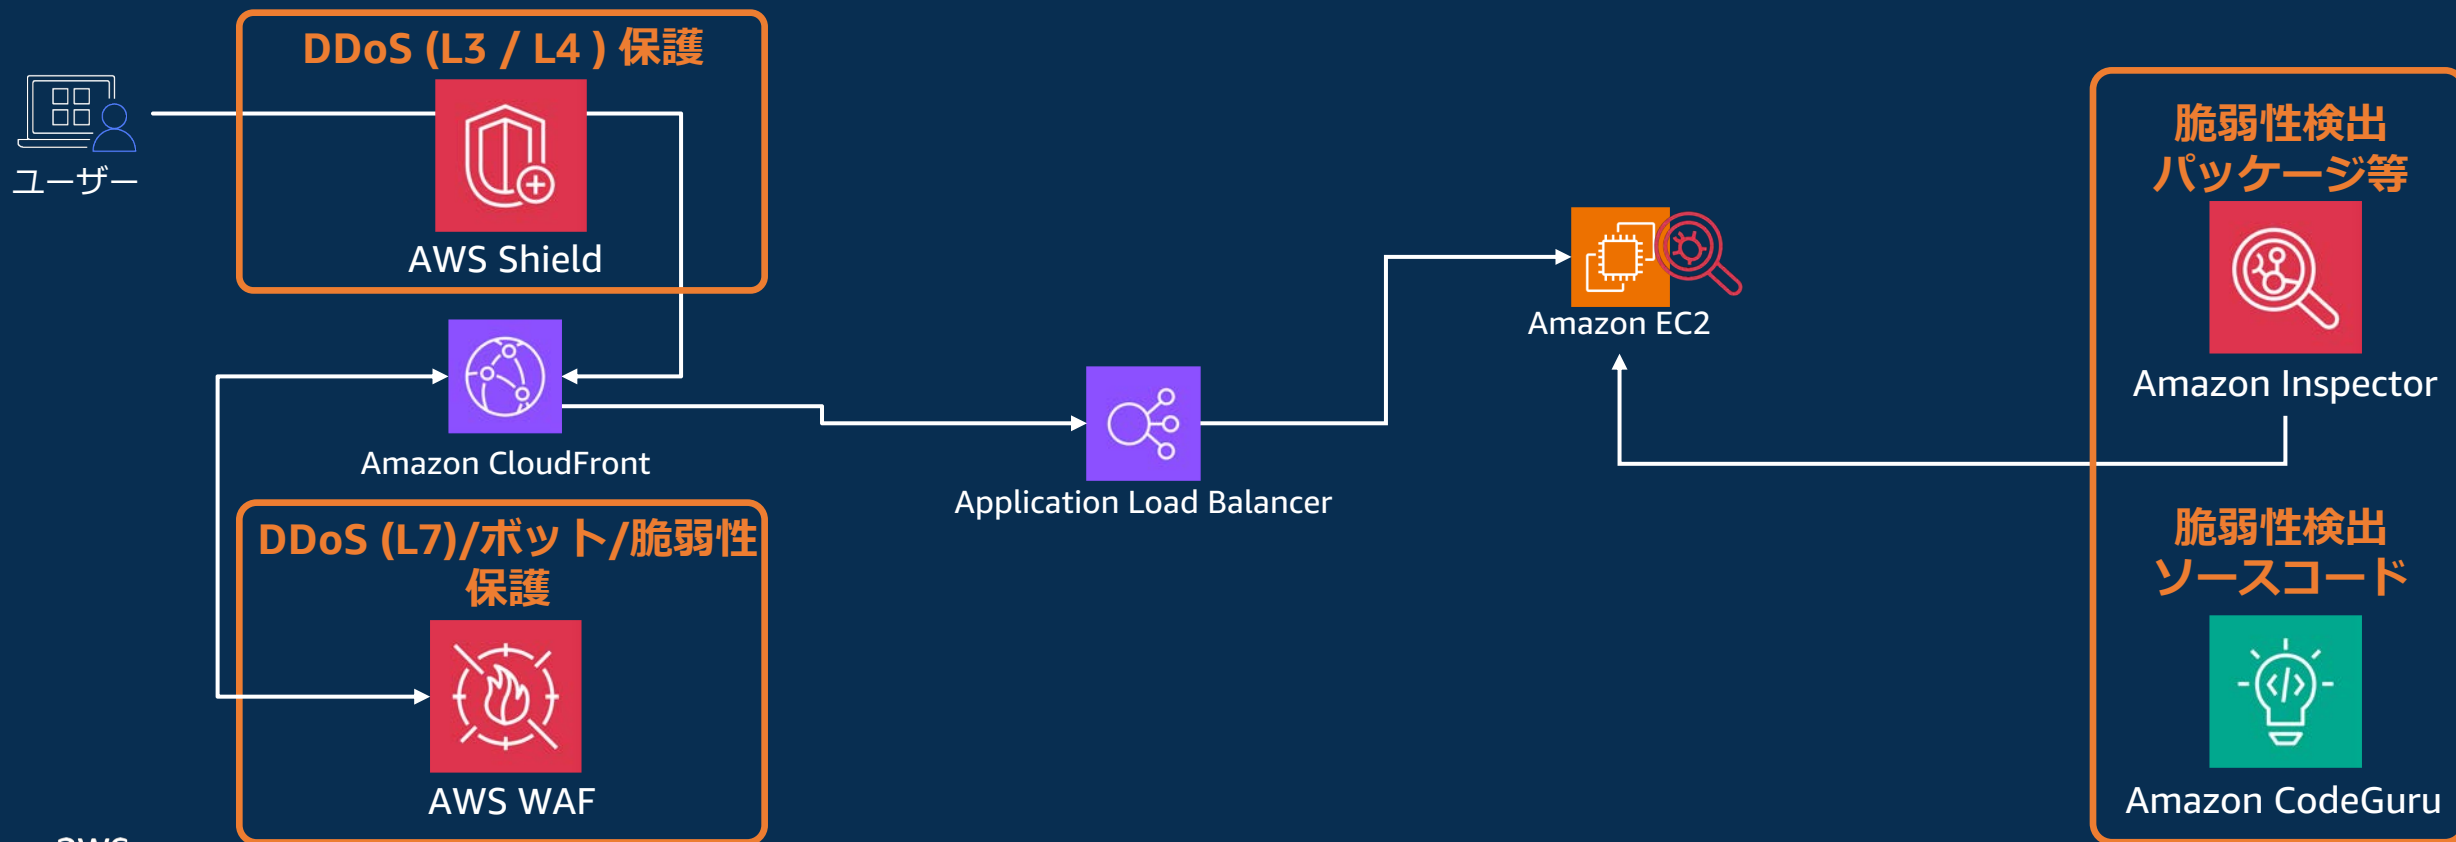 DDoS (L3 / L4 ) 保護
ユーザー
AWS Shield
Amazon CloudFront
DDoS (L7)/ボット/脆弱性
保護
AWS WAF
Application Load Balancer
Amazon EC2
脆弱性検出
パッケージ等
Amazon Inspector
脆弱性検出
ソースコード
Amazon CodeGuru
aws